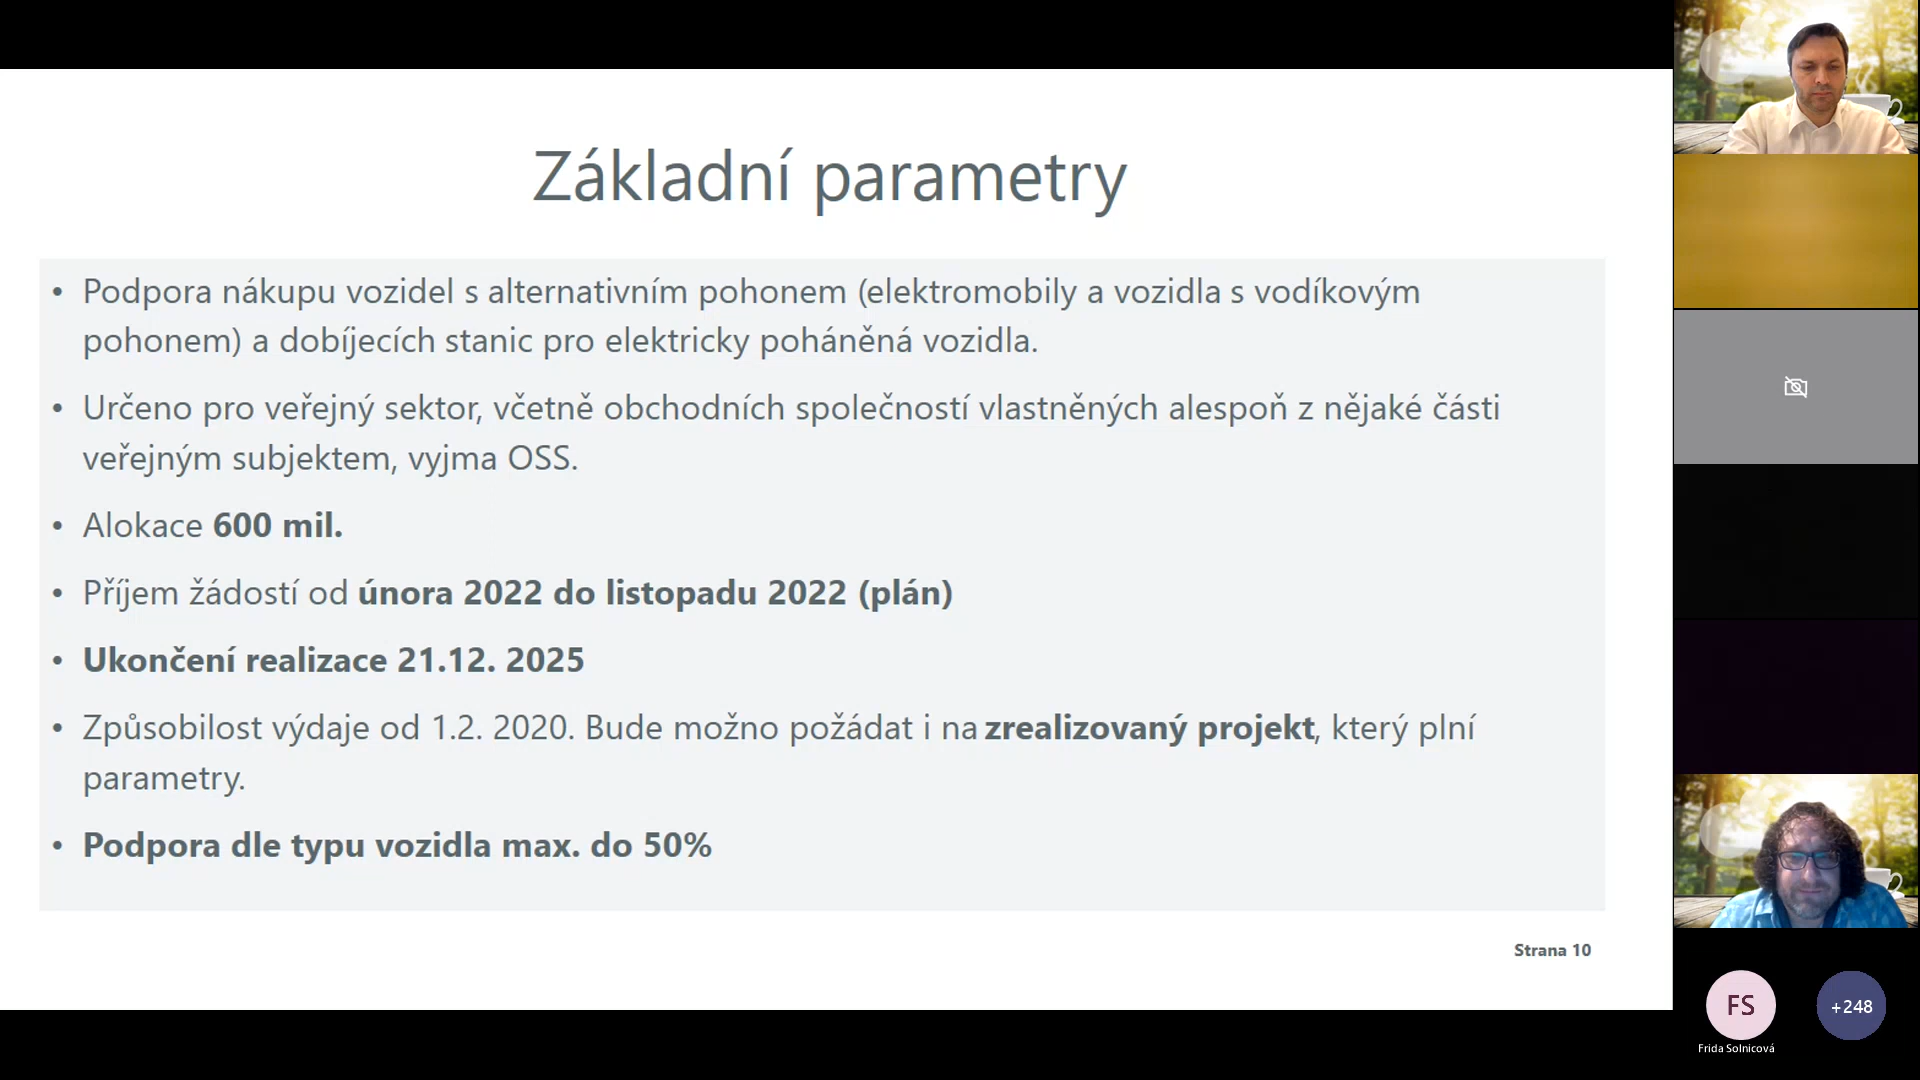 Základní parametry
• Podpora nákupu vozidel s alternativním pohonem (elektromobily a vozidla s vodíkovým
pohonem) a dobíjecích stanic pro elektricky poháněná vozidla.
• Určeno pro veřejný sektor, včetně obchodních společností vlastněných alespoň z nějaké části
veřejným subjektem, vyjma OSS.
• Alokace 600 mil.
• Příjem žádostí od února 2022 do listopadu 2022 (plán)
• Ukončení realizace 21.12. 2025
• Způsobilost výdaje od 1.2. 2020. Bude možno požádat i na zrealizovaný projekt, který plní
parametry.
• Podpora dle typu vozidla max. do 50%
Strana 10
FS
+248
Frida Solnicová